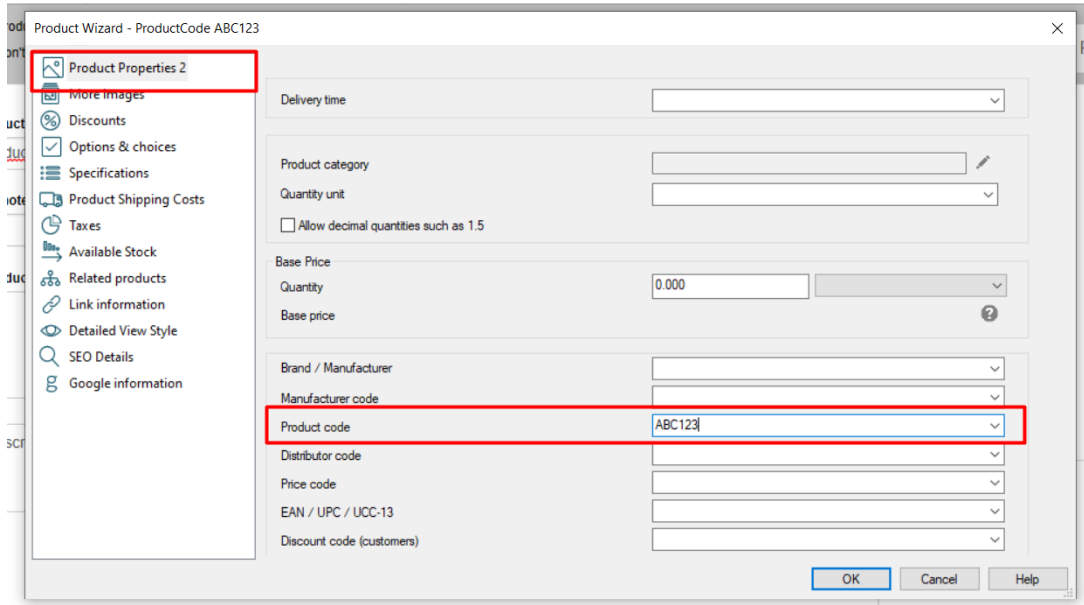 Product Wizard - ProductCode ABC123
Product Properties 2
More Images
Discounts
Options & choices
Specifications
Product Shipping Costs
Taxes
Available Stock
Related products
Link information
Detailed View Style
SEO Details
Google information
Delivery time
Product category
Quantity unit
Allow decimal quantities such as 1.5
Base Price
Quantity 0.000
Base price
Brand / Manufacturer
Manufacturer code
Product code ABC123
Distributor code
Price code
EAN / UPC / UCC-13
Discount code (customers)
OK Cancel Help